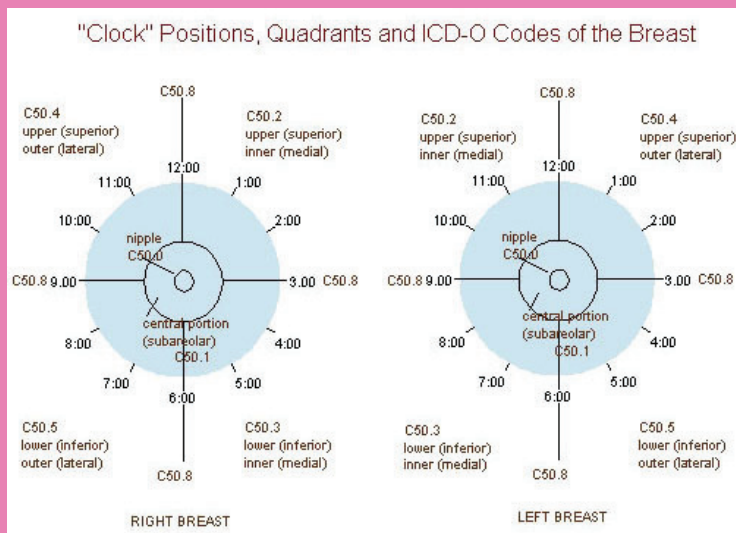 "Clock" Positions, Quadrants and ICD-O Codes of the Breast
C50.8
C50.4
upper (superior)
outer (lateral)
C50.2
upper (superior)
inner (medial)
12:00
11:00
1:00
10:00
2:00
nipple
C50.0
C50.8 9:00
3:00 C50.8
central portion
(subareolar)
C50.1
8:00
4:00
7:00
5:00
6:00
C50.5
lower (inferior)
outer (lateral)
C50.3
lower (inferior)
inner (medial)
C50.8
RIGHT BREAST
C50.8
C50.2
upper (superior)
inner (medial)
C50.4
upper (superior)
outer (lateral)
12:00
11:00
1:00
10:00
2:00
nipple
C50.0
C50.8 9:00
3:00 C50.8
central portion
(subareolar)
C50.1
8:00
4:00
7:00
5:00
6:00
C50.3
lower (inferior)
inner (medial)
C50.5
lower (inferior)
outer (lateral)
C50.8
LEFT BREAST